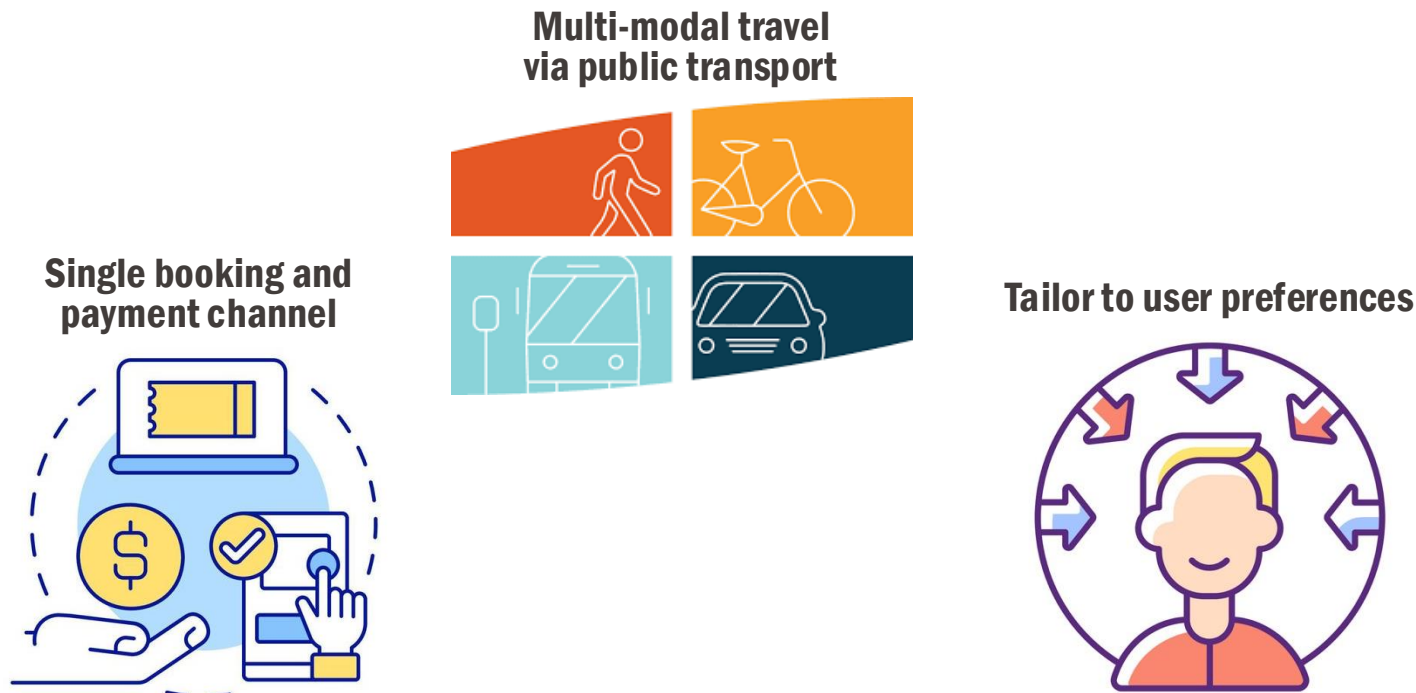 Multi-modal travel
via public transport
Single booking and
payment channel
Tailor to user preferences
$